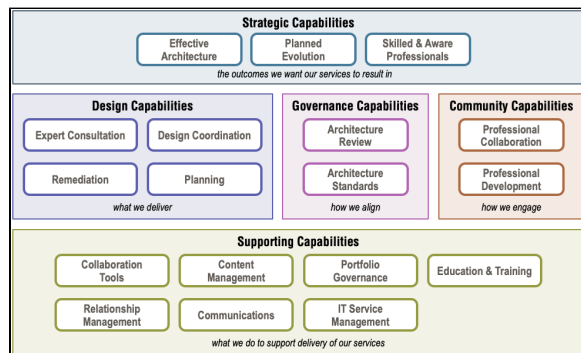 Strategic Capabilities
Effective
Architecture
Planned
Evolution
Skilled & Aware
Professionals
the outcomes we want our services to result in
Design Capabilities
Expert Consultation
Design Coordination
Remediation
Planning
what we deliver
Governance Capabilities
Architecture
Review
Architecture
Standards
how we align
Community Capabilities
Professional
Collaboration
Professional
Development
how we engage
Supporting Capabilities
Collaboration
Tools
Content
Management
Portfolio
Governance
Education & Training
Relationship
Management
Communications
IT Service
Management
what we do to support delivery of our services